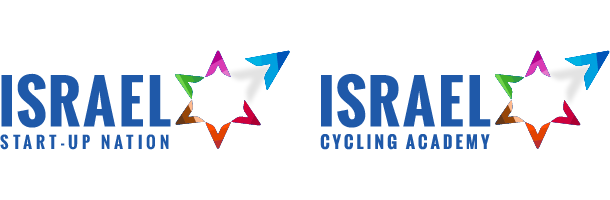 ISRAEL
START-UP NATION
ISRAEL
CYCLING ACADEMY